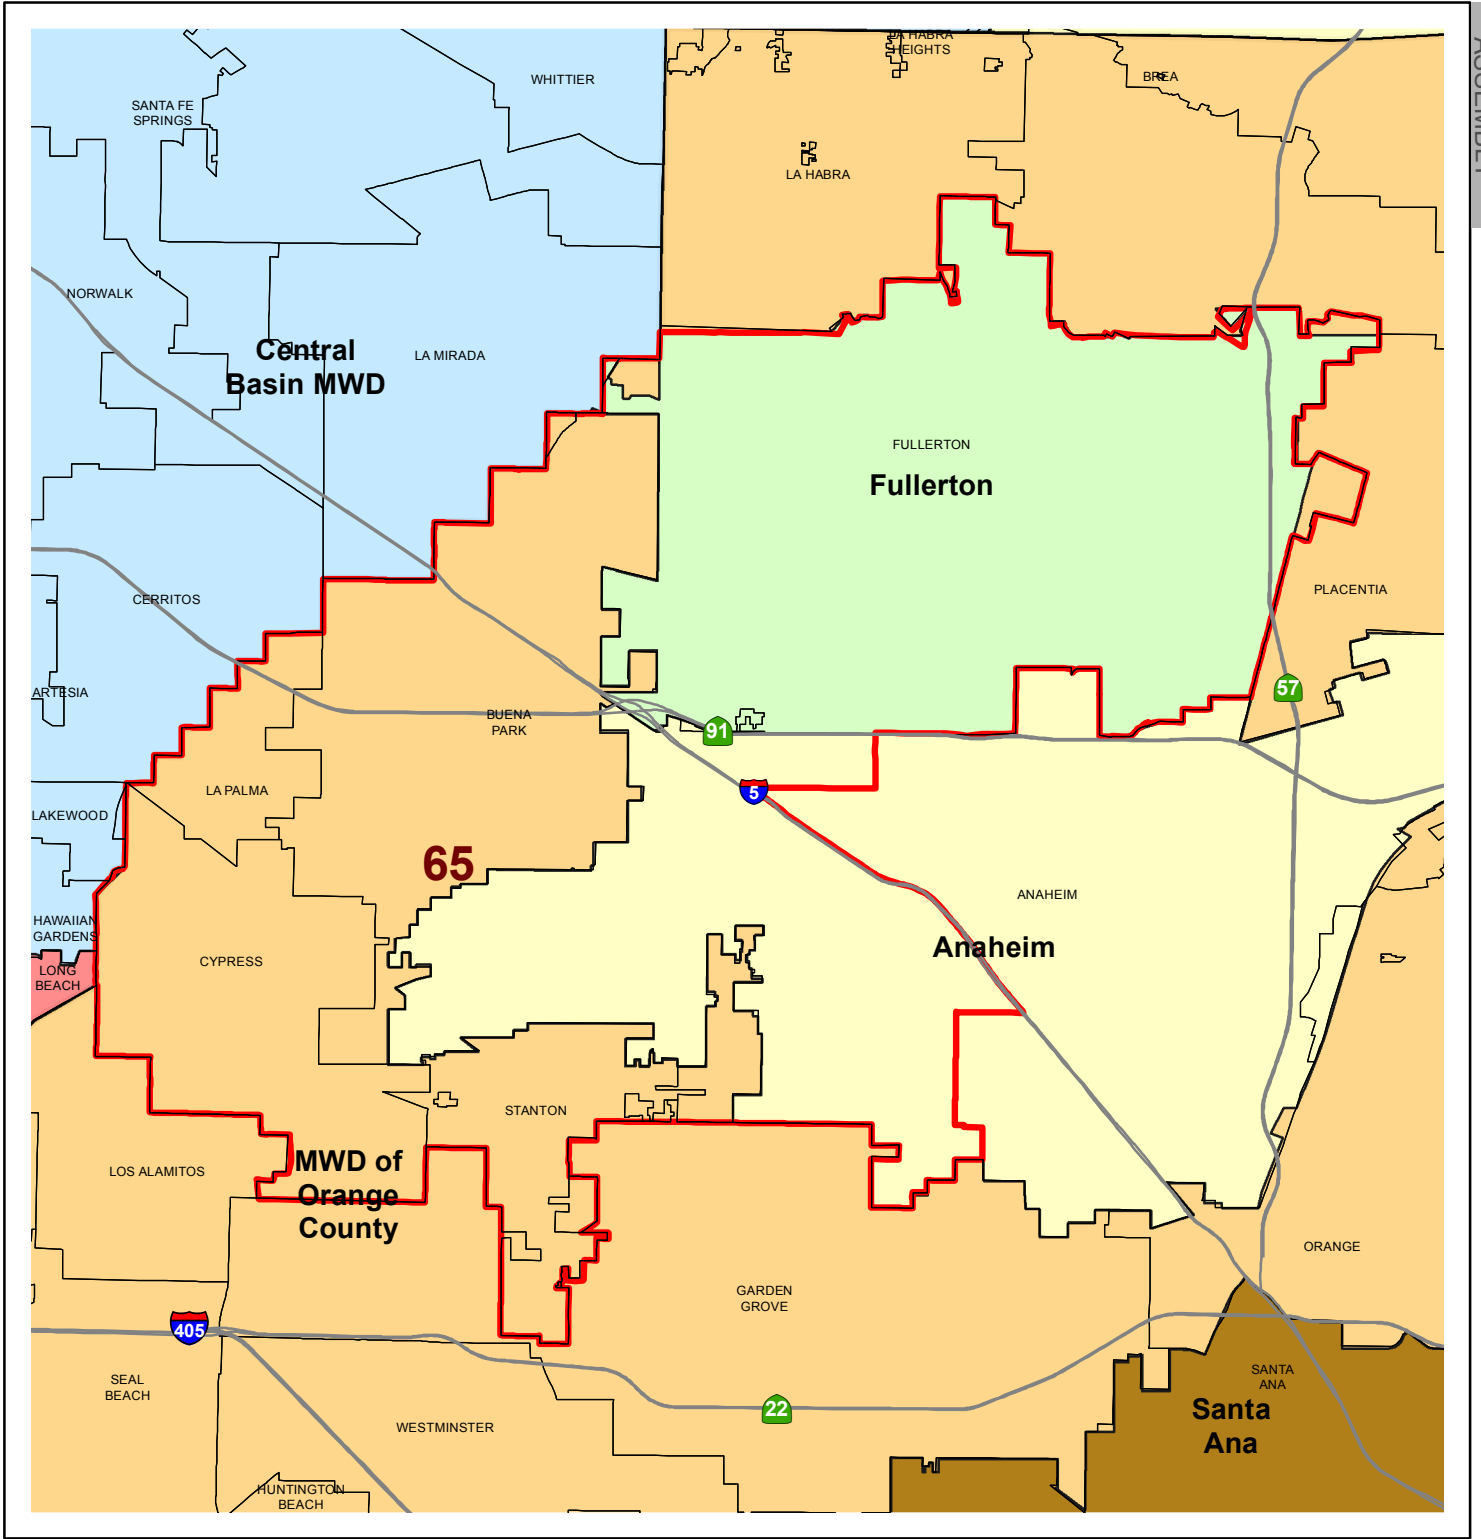 LA HABRA
HEIGHTS
BREA
WHITTIER
SANTA FE
SPRINGS
LA HABRA
NORWALK
Central
Basin MWD
LA MIRADA
FULLERTON
Fullerton
CERRITOS
PLACENTIA
ARTESIA
57
BUENA
PARK
91
5
LA PALMA
LAKEWOOD
65
ANAHEIM
Anaheim
HAWAIIAN
GARDENS
CYPRESS
LONG
BEACH
STANTON
LOS ALAMITOS
MWD of
Orange
County
ORANGE
GARDEN
GROVE
405
SEAL
BEACH
SANTA
ANA
Santa
Ana
22
WESTMINSTER
HUNTINGTON
BEACH